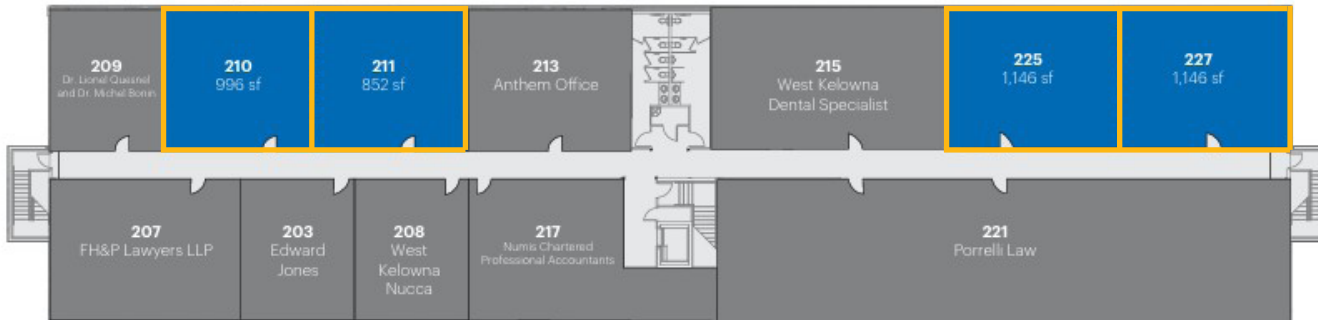 209
Dr. Lionel Quesnel
and Dr. Michel Bonin
210
996 sf
211
852 sf
213
Anthem Office
215
West Kelowna
Dental Specialist
225
1,146 sf
227
1,146 sf
207
FH&P Lawyers LLP
203
Edward
Jones
208
West
Kelowna
Nucca
217
Numis Chartered
Professional Accountants
221
Porrelli Law